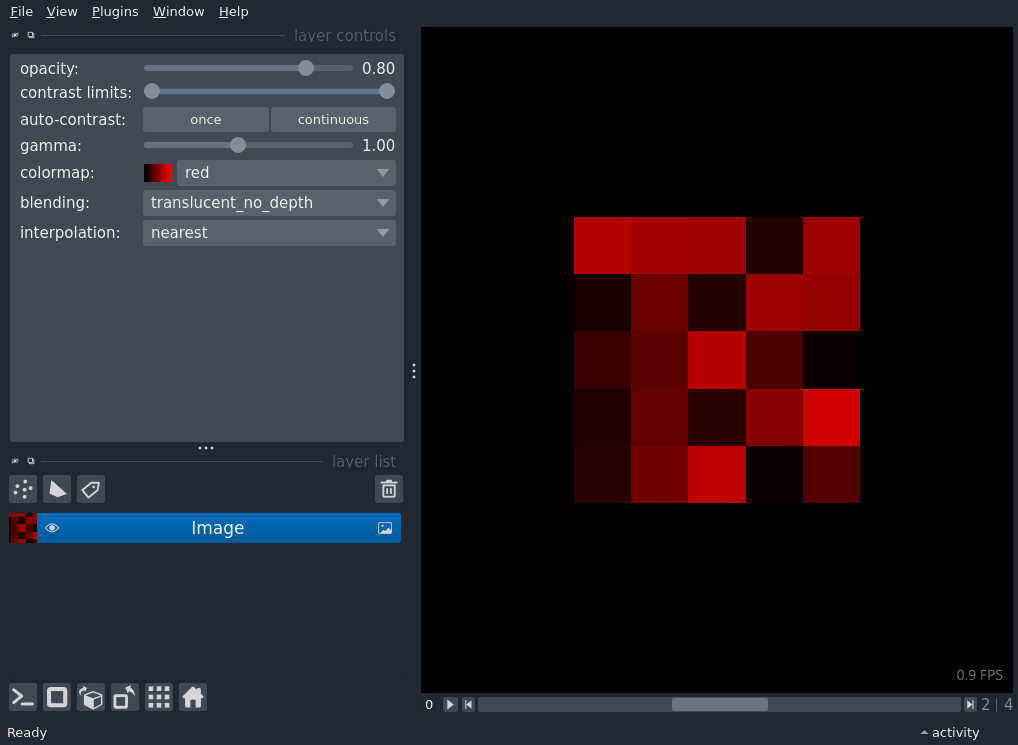 File View Plugins Window Help
layer controls
opacity: 0.80
contrast limits:
auto-contrast: once continuous
gamma: 1.00
colormap: red
blending: translucent_no_depth
interpolation: nearest
layer list
Image
0.9 FPS
0 2 | 4
Ready activity